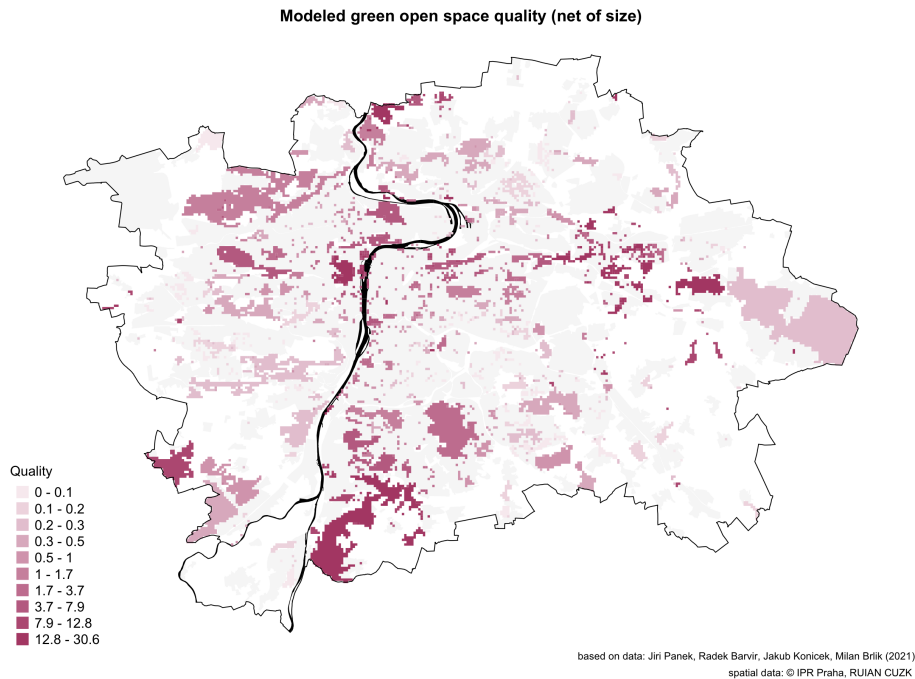 Modeled green open space quality (net of size)
Quality
0 - 0.1
0.1 - 0.2
0.2 - 0.3
0.3 - 0.5
0.5 - 1
1 - 1.7
1.7 - 3.7
3.7 - 7.9
7.9 - 12.8
12.8 - 30.6
based on data: Jiri Panek, Radek Barvir, Jakub Konicek, Milan Brlik (2021)
spatial data: © IPR Praha, RUIAN CUZK